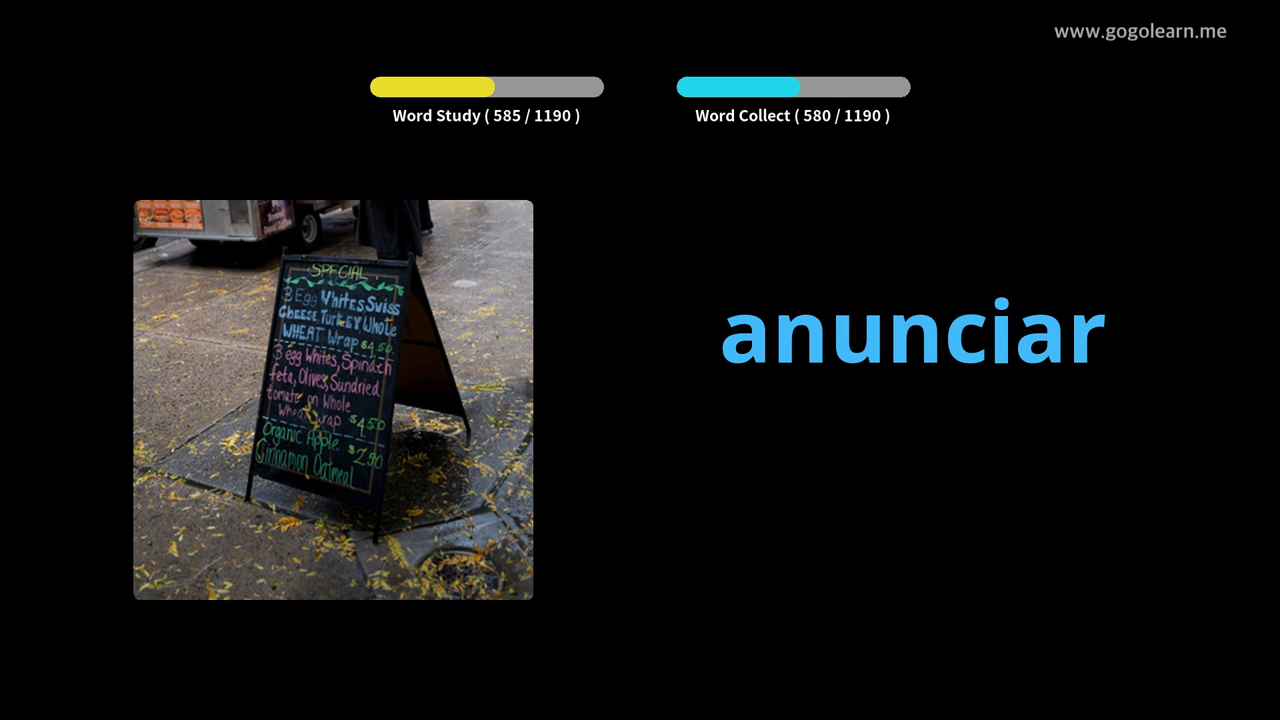 www.gogolearn.me
Word Study ( 585 / 1190 )
Word Collect ( 580 / 1190 )
SPECIAL
3 Egg Whites, Swiss
Cheese, Turkey Whole
WHEAT Wrap $4.50
3 egg Whites, Spinach
feta, Olives, Sundried
tomato on Whole
Wheat Wrap $4.50
Organic Apple
Cinnamon Oatmeal $2.50
anunciar